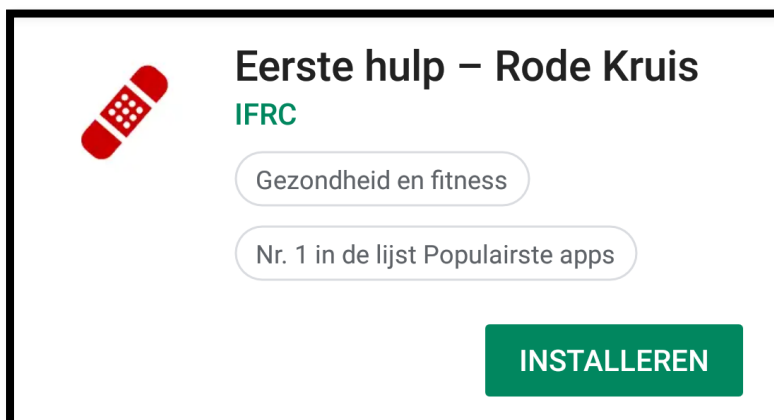 Eerste hulp – Rode Kruis
IFRC
Gezondheid en fitness
Nr. 1 in de lijst Populairste apps
INSTALLEREN